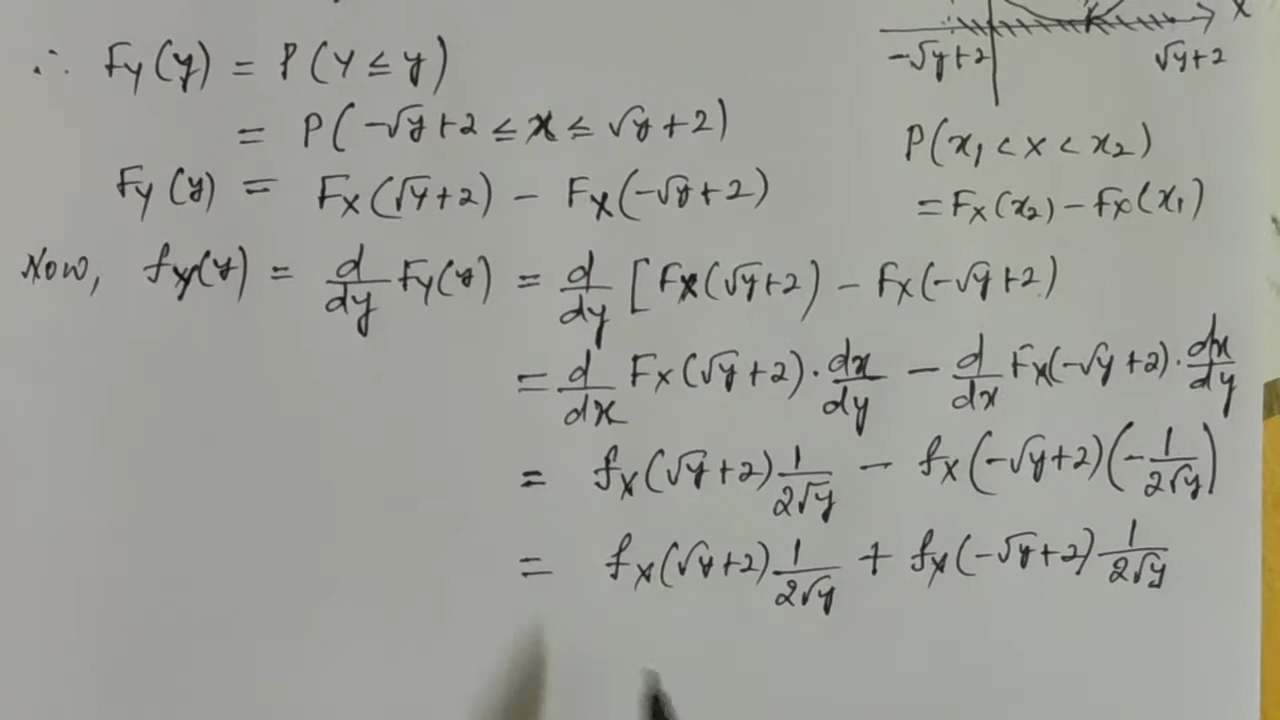 x
-√y+2 √y+2
∴ Fy(y) = P(Y ≤ y)
= P(-√y+2 ≤ x ≤ √y+2)
P(x₁ < x < x₂)
Fy(y) = Fx(√y+2) - Fx(-√y+2)
= Fx(x₂) - Fx(x₁)
Now, fy(y) = d/dy Fy(y) = d/dy [Fx(√y+2) - Fx(-√y+2)
= d/dx Fx(√y+2) · dx/dy - d/dx Fx(-√y+2) · dx/dy
= fx(√y+2) 1/2√y - fx(-√y+2)(-1/2√y)
= fx(√y+2) 1/2√y + fx(-√y+2) 1/2√y